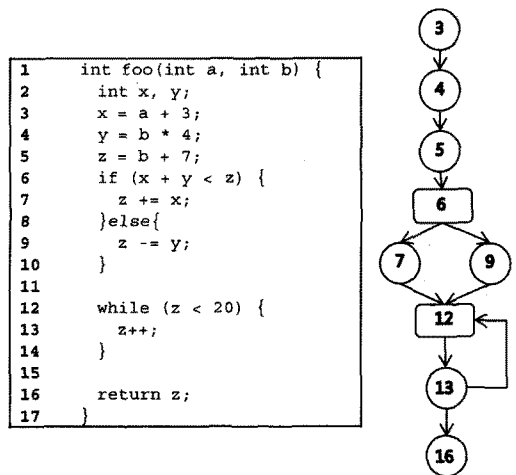 1 int foo(int a, int b) {
2 int x, y;
3 x = a + 3;
4 y = b * 4;
5 z = b + 7;
6 if (x + y < z) {
7 z += x;
8 }else{
9 z -= y;
10 }
11
12 while (z < 20) {
13 z++;
14 }
15
16 return z;
17 }
3
4
5
6
7 9
12
13
16